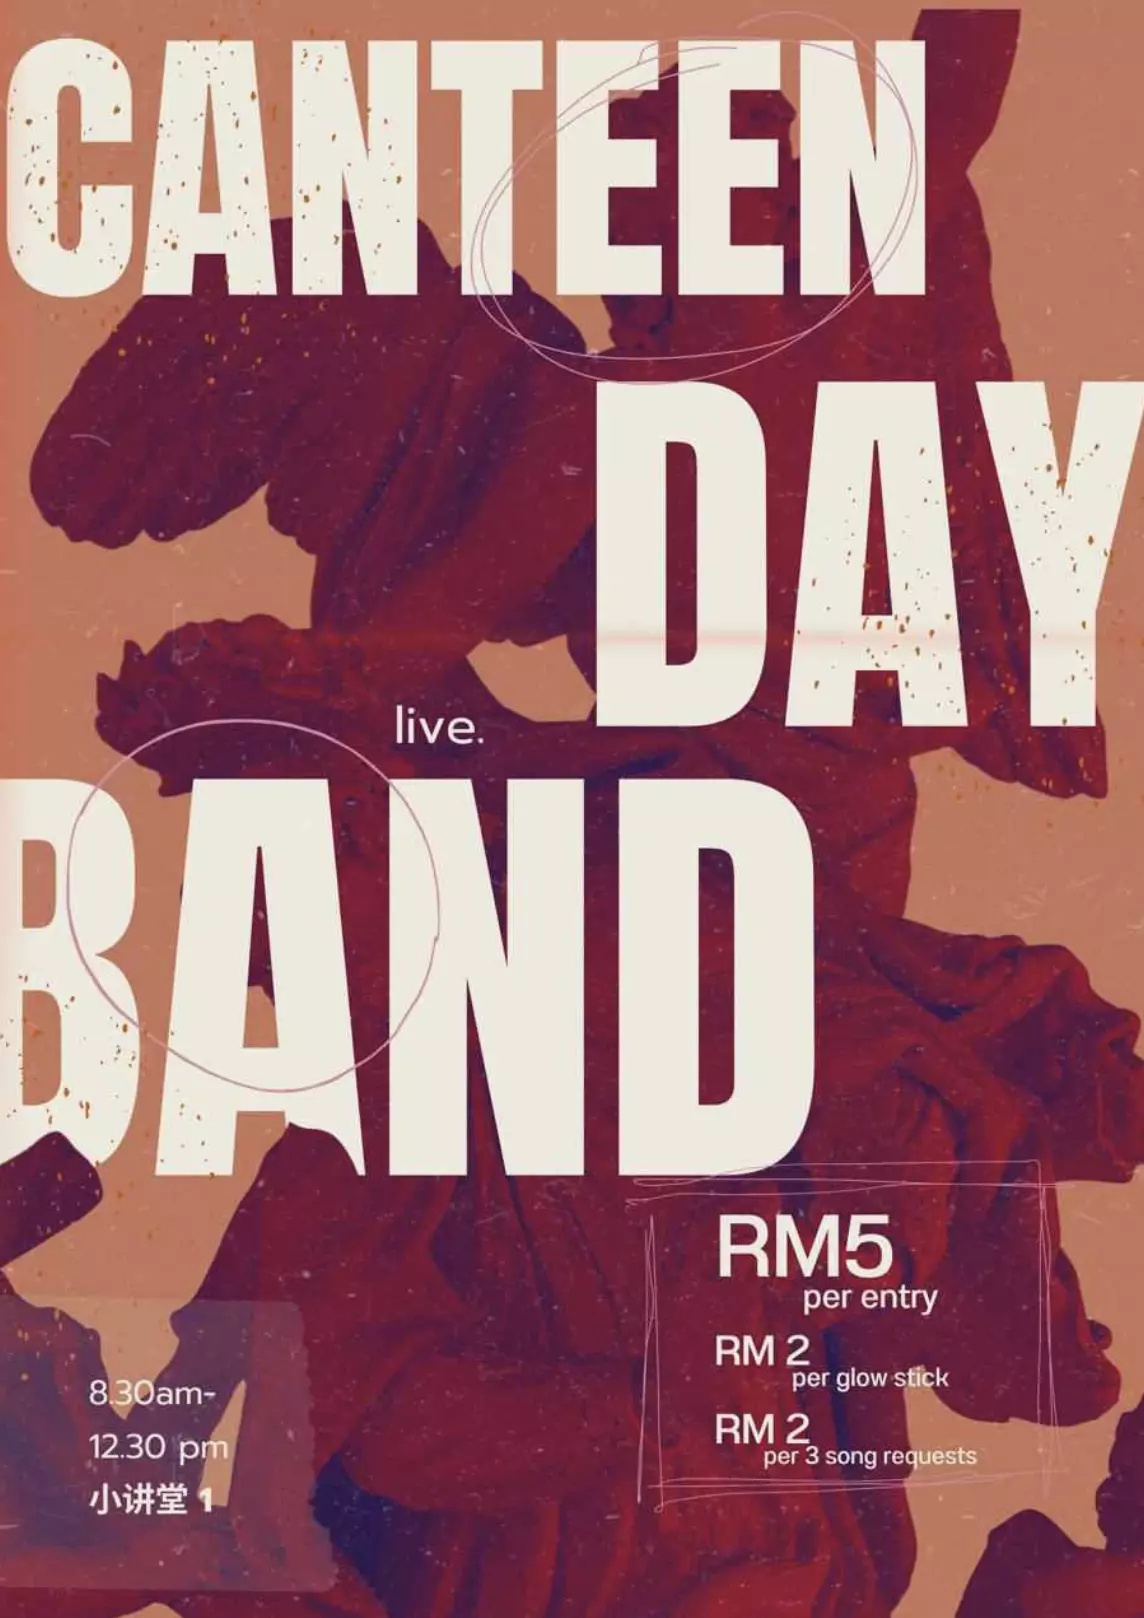 CANTEEN
DAY
live.
BAND
RM5
per entry
RM 2
per glow stick
RM 2
per 3 song requests
8.30am-
12.30 pm
小讲堂 1